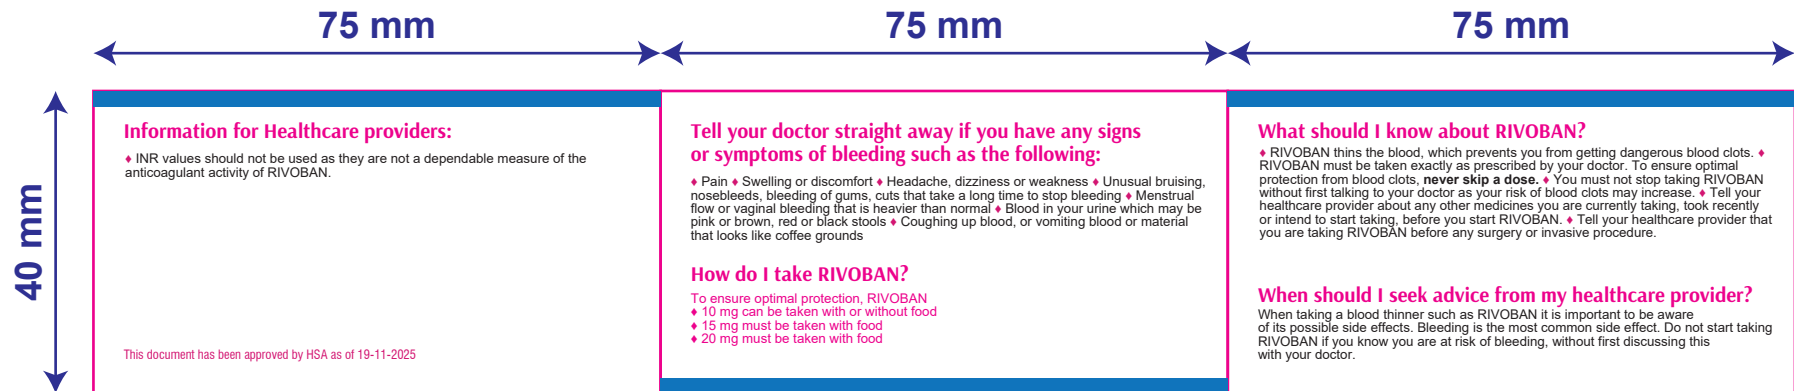 75 mm
75 mm
75 mm
40 mm
Information for Healthcare providers:
♦ INR values should not be used as they are not a dependable measure of the
anticoagulant activity of RIVOBAN.
This document has been approved by HSA as of 19-11-2025
Tell your doctor straight away if you have any signs
or symptoms of bleeding such as the following:
♦ Pain ♦ Swelling or discomfort ♦ Headache, dizziness or weakness ♦ Unusual bruising,
nosebleeds, bleeding of gums, cuts that take a long time to stop bleeding ♦ Menstrual
flow or vaginal bleeding that is heavier than normal ♦ Blood in your urine which may be
pink or brown, red or black stools ♦ Coughing up blood, or vomiting blood or material
that looks like coffee grounds
How do I take RIVOBAN?
To ensure optimal protection, RIVOBAN
♦ 10 mg can be taken with or without food
♦ 15 mg must be taken with food
♦ 20 mg must be taken with food
What should I know about RIVOBAN?
♦ RIVOBAN thins the blood, which prevents you from getting dangerous blood clots. ♦
RIVOBAN must be taken exactly as prescribed by your doctor. To ensure optimal
protection from blood clots, never skip a dose. ♦ You must not stop taking RIVOBAN
without first talking to your doctor as your risk of blood clots may increase. ♦ Tell your
healthcare provider about any other medicines you are currently taking, took recently
or intend to start taking, before you start RIVOBAN. ♦ Tell your healthcare provider that
you are taking RIVOBAN before any surgery or invasive procedure.
When should I seek advice from my healthcare provider?
When taking a blood thinner such as RIVOBAN it is important to be aware
of its possible side effects. Bleeding is the most common side effect. Do not start taking
RIVOBAN if you know you are at risk of bleeding, without first discussing this
with your doctor.